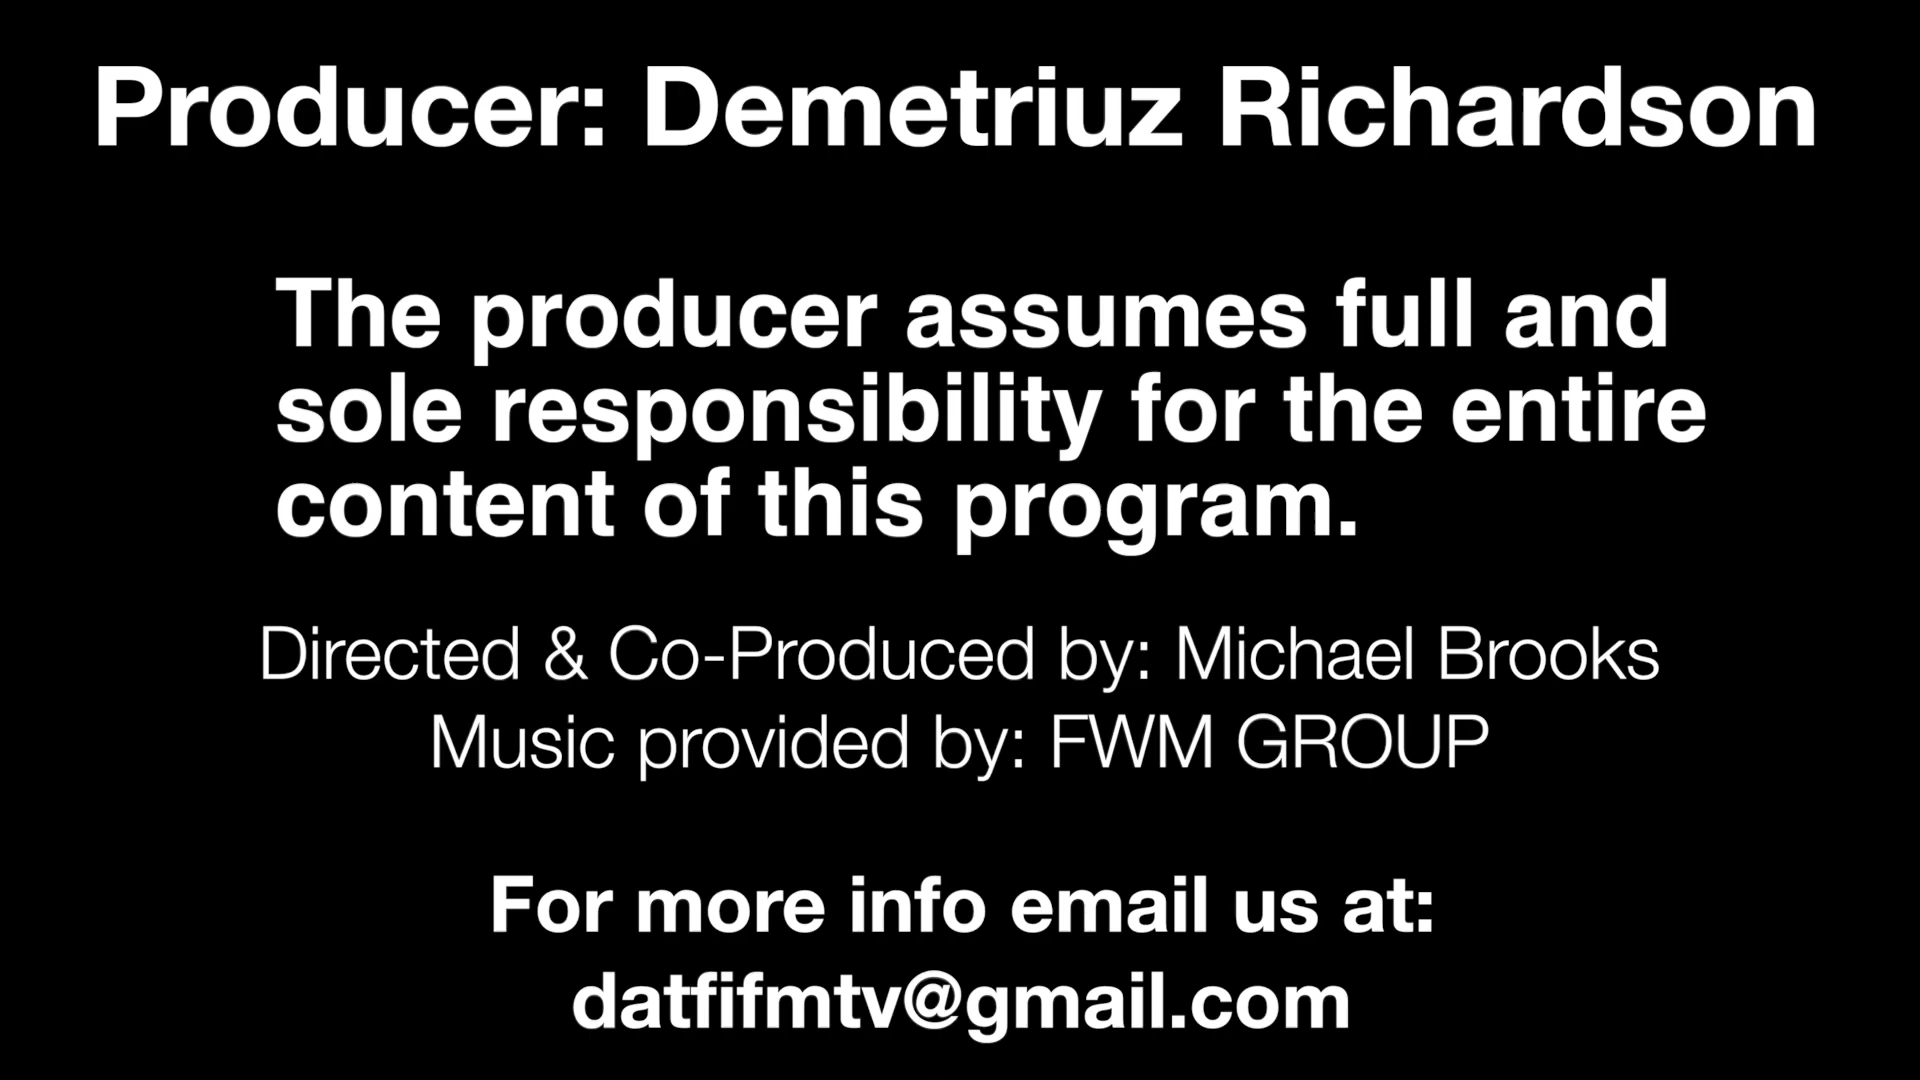 Producer: Demetriuz Richardson
The producer assumes full and
sole responsibility for the entire
content of this program.
Directed & Co-Produced by: Michael Brooks
Music provided by: FWM GROUP
For more info email us at:
datfifmtv@gmail.com